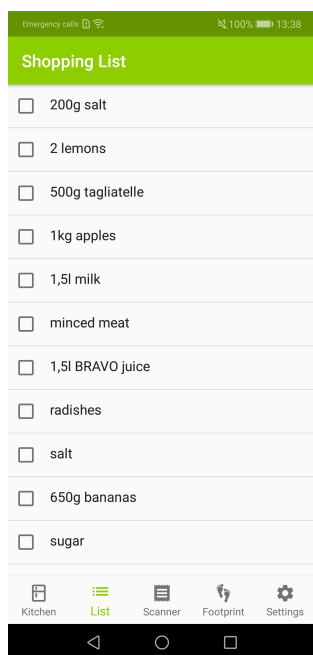 Emergency calls 100% 13:38
Shopping List
200g salt
2 lemons
500g tagliatelle
1kg apples
1,5l milk
minced meat
1,5l BRAVO juice
radishes
salt
650g bananas
sugar
Kitchen List Scanner Footprint Settings